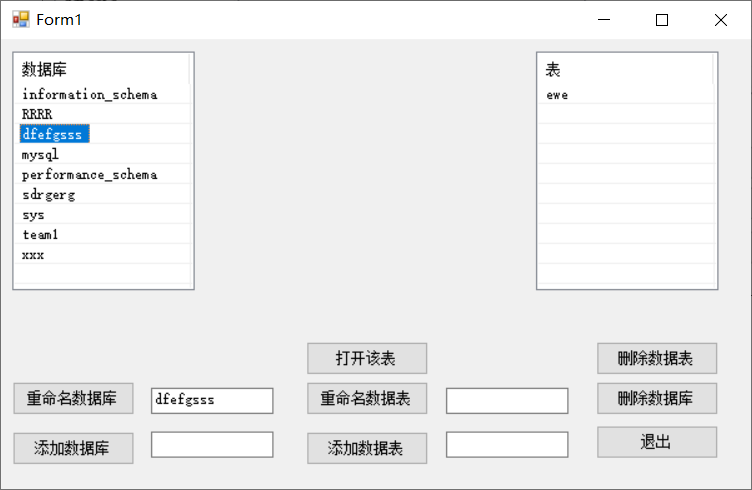 Form1
数据库
information_schema
RRRR
dfefgsss
mysql
performance_schema
sdrgerg
sys
team1
xxx
表
ewe
打开该表
删除数据表
重命名数据库
dfefgsss
重命名数据表
删除数据库
添加数据库
添加数据表
退出